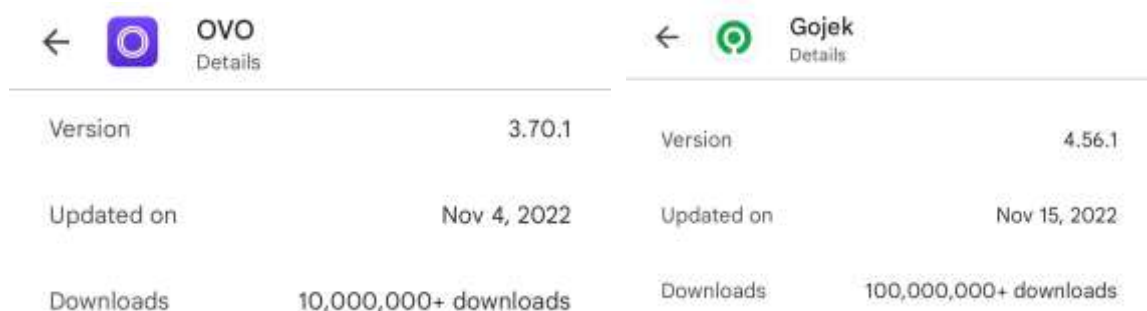 OVO
Details
Version 3.70.1
Updated on Nov 4, 2022
Downloads 10,000,000+ downloads
Gojek
Details
Version 4.56.1
Updated on Nov 15, 2022
Downloads 100,000,000+ downloads